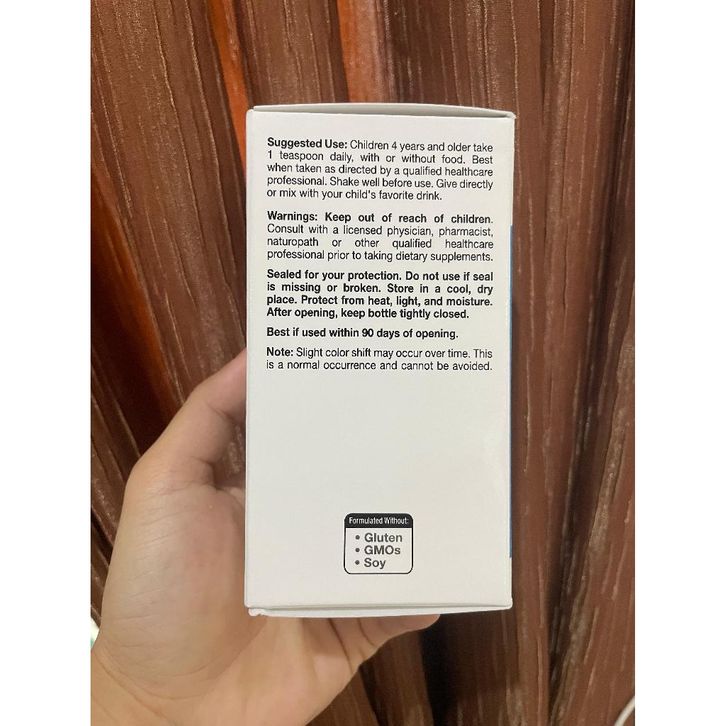 Suggested Use: Children 4 years and older take
1 teaspoon daily, with or without food. Best
when taken as directed by a qualified healthcare
professional. Shake well before use. Give directly
or mix with your child's favorite drink.
Warnings: Keep out of reach of children.
Consult with a licensed physician, pharmacist,
naturopath or other qualified healthcare
professional prior to taking dietary supplements.
Sealed for your protection. Do not use if seal
is missing or broken. Store in a cool, dry
place. Protect from heat, light, and moisture.
After opening, keep bottle tightly closed.
Best if used within 90 days of opening.
Note: Slight color shift may occur over time. This
is a normal occurrence and cannot be avoided.
Formulated Without:
• Gluten
• GMOs
• Soy